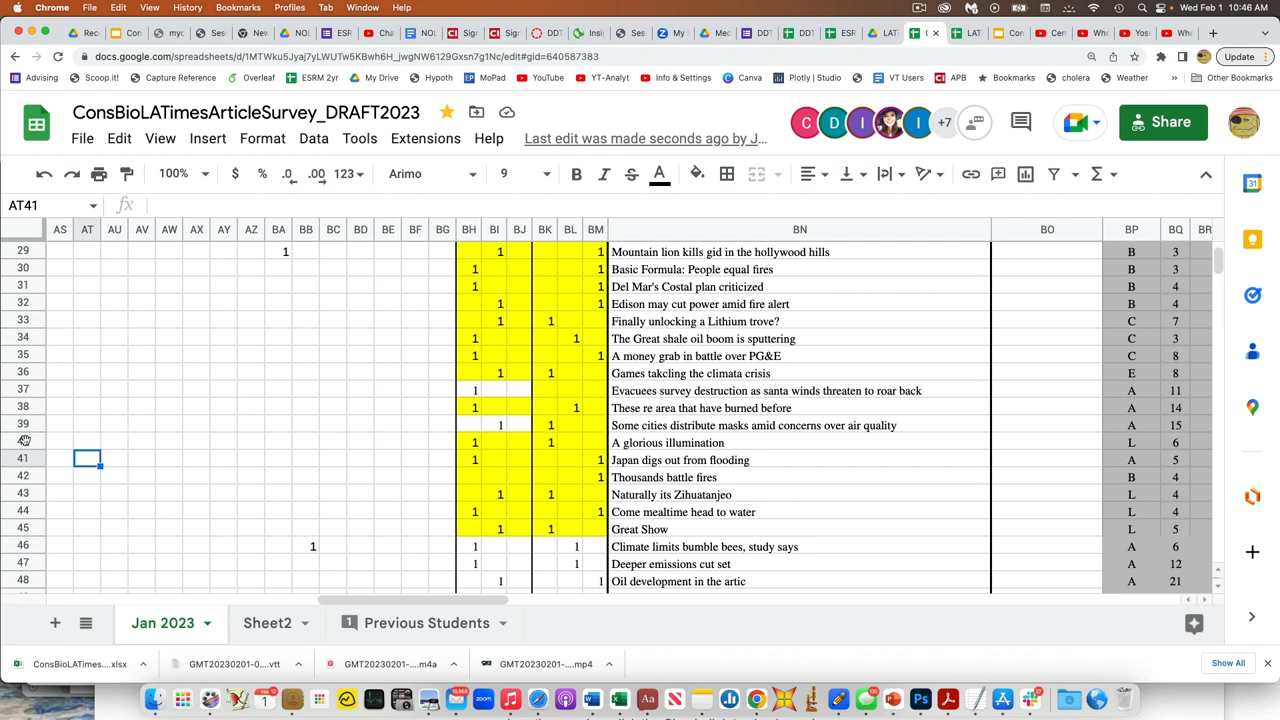 Chrome File Edit View History Bookmarks Profiles Tab Window Help Wed Feb 1 10:46 AM
docs.google.com/spreadsheets/d/1MTWku5Jyaj7yLWUTw5KBwh6H_jwgNW6129Gxsn7g1Nc/edit#gid=640587383 Update
Advising Scoop.it! Capture Reference Overleaf ESRM 2yr My Drive Hypoth MoPad YouTube YT-Analyt Info & Settings Canva Plotly | Studio VT Users APB Bookmarks cholera Weather » Other Bookmarks
ConsBioLATimesArticleSurvey_DRAFT2023
C D I I +7 Share
File Edit View Insert Format Data Tools Extensions Help Last edit was made seconds ago by J...
100% $ % .0 .00 123 Arimo 9 B I S A
AT41 fx
AS AT AU AV AW AX AY AZ BA BB BC BD BE BF BG BH BI BJ BK BL BM BN BO BP BQ BR
29 1 1 1 Mountain lion kills gid in the hollywood hills B 3
30 1 1 Basic Formula: People equal fires B 3
31 1 1 Del Mar's Costal plan criticized B 4
32 1 1 Edison may cut power amid fire alert B 4
33 1 1 Finally unlocking a Lithium trove? C 7
34 1 1 The Great shale oil boom is sputtering C 3
35 1 1 A money grab in battle over PG&E C 8
36 1 1 Games takcling the climata crisis E 8
37 1 Evacuees survey destruction as santa winds threaten to roar back A 11
38 1 1 These re area that have burned before A 14
39 1 1 Some cities distribute masks amid concerns over air quality A 15
1 1 A glorious illumination L 6
41 1 1 Japan digs out from flooding A 5
42 1 Thousands battle fires B 4
43 1 1 Naturally its Zihuatanjeo L 4
44 1 1 Come mealtime head to water L 4
45 1 1 Great Show L 5
46 1 1 1 Climate limits bumble bees, study says A 6
47 1 1 Deeper emissions cut set A 12
48 1 1 Oil development in the artic A 21
Jan 2023 Sheet2 1 Previous Students
ConsBioLATimes....xlsx GMT20230201-0....vtt GMT20230201-....m4a GMT20230201-....mp4 Show All